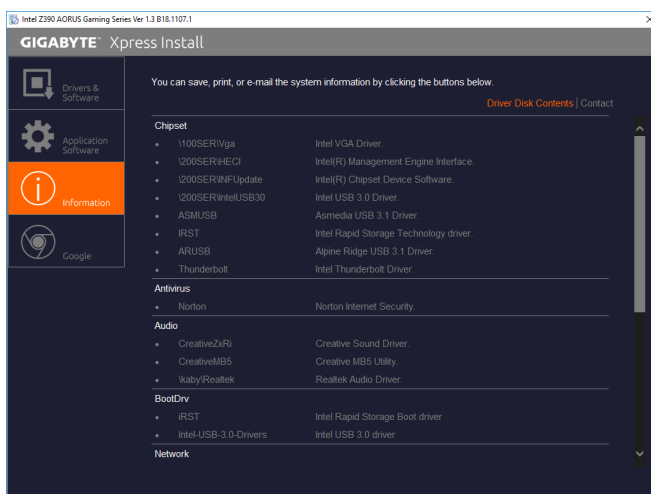 Intel Z390 AORUS Gaming Series Ver 1.3 B18.1107.1
GIGABYTE™ Xpress Install
Drivers &
Software
Application
Software
Information
Google
You can save, print, or e-mail the system information by clicking the buttons below.
Driver Disk Contents | Contact
Chipset
• \100SER\Vga Intel VGA Driver.
• \200SER\HECI Intel(R) Management Engine Interface.
• \200SER\INFUpdate Intel(R) Chipset Device Software.
• \200SER\IntelUSB30 Intel USB 3.0 Driver.
• ASMUSB Asmedia USB 3.1 Driver.
• IRST Intel Rapid Storage Technology driver.
• ARUSB Alpine Ridge USB 3.1 Driver.
• Thunderbolt Intel Thunderbolt Driver.
Antivirus
• Norton Norton Internet Security.
Audio
• CreativeZxRi Creative Sound Driver.
• CreativeMB5 Creative MB5 Utility.
• \kaby\Realtek Realtek Audio Driver.
BootDrv
• iRST Intel Rapid Storage Boot driver
• Intel-USB-3.0-Drivers Intel USB 3.0 driver
Network